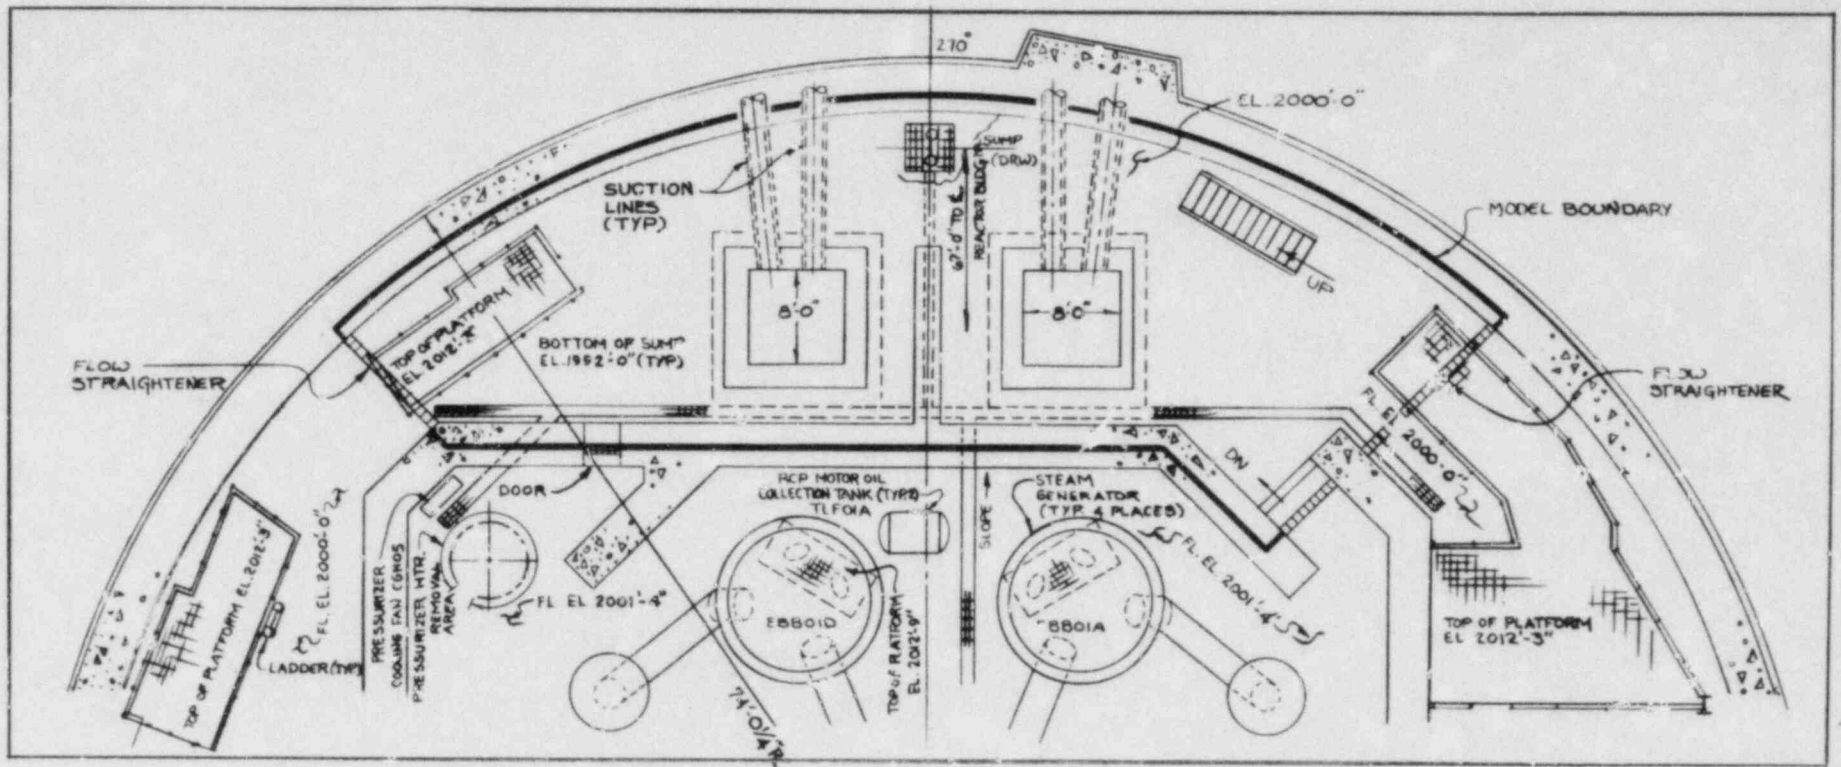 270°
EL. 2000'-0"
SUMP
(DRW)
SUCTION
LINES
(TYP)
67'-0" TO ℄
REACTOR BLDG
MODEL BOUNDARY
UP
8'-0"
8'-0"
TOP OF PLATFORM
BOTTOM OF SUMP
EL. 1992'-0" (TYP)
FLOW
STRAIGHTENER
FLOW
STRAIGHTENER
FL. EL. 2000'-0"
DN
DOOR
RCP MOTOR OIL
COLLECTION TANK (TYP.2)
TLF01A
SLOPE
STEAM
GENERATOR
(TYP. 4 PLACES)
FL. EL. 2001'-4"
TOP OF PLATFORM EL. 2012'-3"
FL. EL. 2000'-0"
LADDER (TYP)
PRESSURIZER
COOLING FAN CGH05
PRESSURIZER HTR.
REMOVAL
AREA
FL EL 2001'-4"
EBB01D
TOP OF PLATFORM
EL. 2012'-9"
BB01A
TOP OF PLATFORM
EL 2012'-3"
74'-0 1/4" R